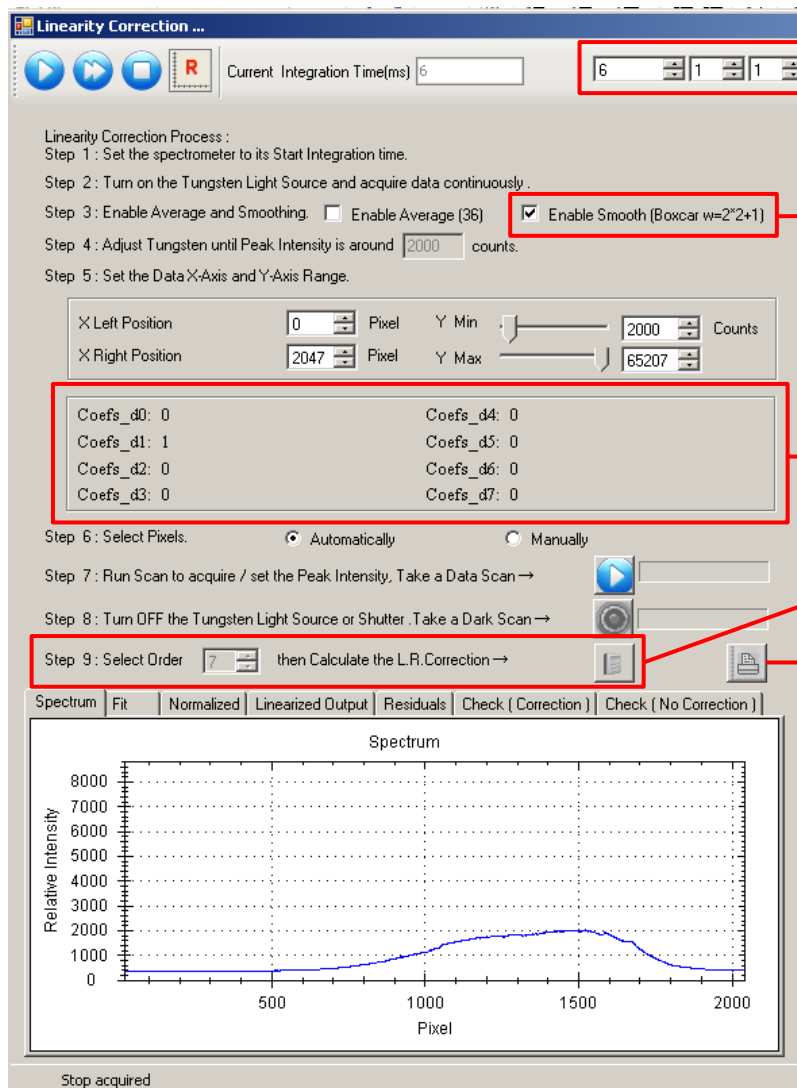 Linearity Correction ...
R Current Integration Time(ms) 6 6 1 1
Linearity Correction Process :
Step 1 : Set the spectrometer to its Start Integration time.
Step 2 : Turn on the Tungsten Light Source and acquire data continuously .
Step 3 : Enable Average and Smoothing. Enable Average (36) Enable Smooth (Boxcar w=2*2+1)
Step 4 : Adjust Tungsten until Peak Intensity is around 2000 counts.
Step 5 : Set the Data X-Axis and Y-Axis Range.
X Left Position 0 Pixel Y Min 2000 Counts
X Right Position 2047 Pixel Y Max 65207
Coefs_d0: 0 Coefs_d4: 0
Coefs_d1: 1 Coefs_d5: 0
Coefs_d2: 0 Coefs_d6: 0
Coefs_d3: 0 Coefs_d7: 0
Step 6 : Select Pixels. Automatically Manually
Step 7 : Run Scan to acquire / set the Peak Intensity, Take a Data Scan→
Step 8 : Turn OFF the Tungsten Light Source or Shutter .Take a Dark Scan→
Step 9 : Select Order 7 then Calculate the L.R.Correction→
Spectrum Fit Normalized Linearized Output Residuals Check ( Correction ) Check ( No Correction )
Spectrum
Relative Intensity
8000
7000
6000
5000
4000
3000
2000
1000
0
500 1000 1500 2000
Pixel
Stop acquired